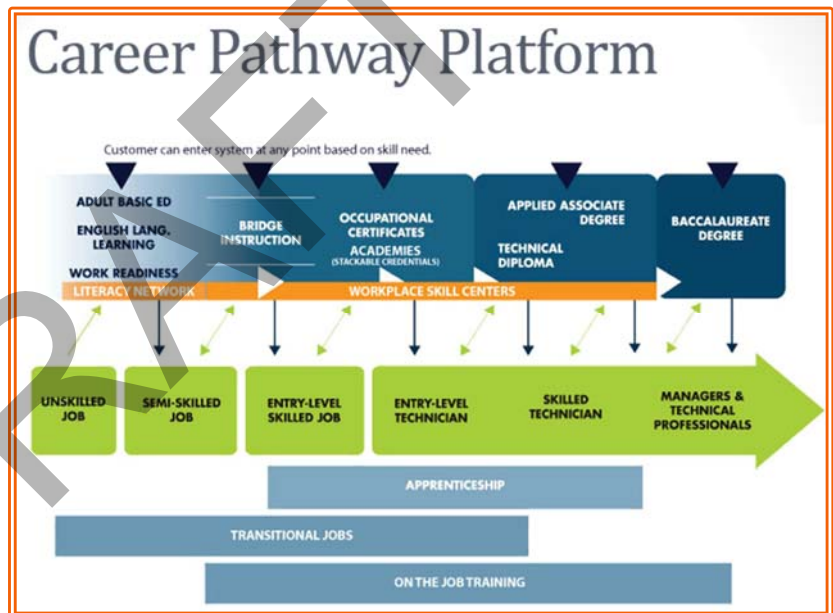 Career Pathway Platform
Customer can enter system at any point based on skill need.
ADULT BASIC ED
ENGLISH LANG.
LEARNING
WORK READINESS
BRIDGE
INSTRUCTION
OCCUPATIONAL
CERTIFICATES
ACADEMIES
(STACKABLE CREDENTIALS)
APPLIED ASSOCIATE
DEGREE
TECHNICAL
DIPLOMA
BACCALAUREATE
DEGREE
LITERACY NETWORK
WORKPLACE SKILL CENTERS
UNSKILLED
JOB
SEMI-SKILLED
JOB
ENTRY-LEVEL
SKILLED JOB
ENTRY-LEVEL
TECHNICIAN
SKILLED
TECHNICIAN
MANAGERS &
TECHNICAL
PROFESSIONALS
APPRENTICESHIP
TRANSITIONAL JOBS
ON THE JOB TRAINING
RAFT